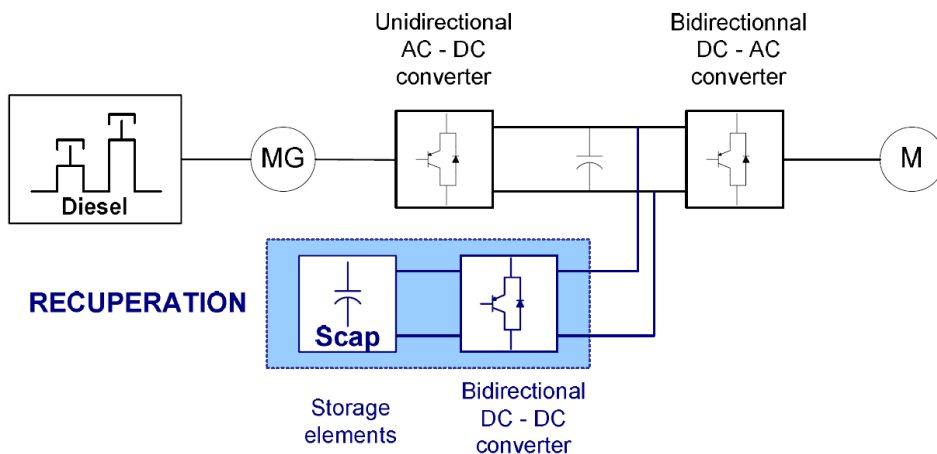 Unidirectional
AC - DC
converter
Bidirectionnal
DC - AC
converter
Diesel
MG
M
RECUPERATION
Scap
Storage
elements
Bidirectional
DC - DC
converter